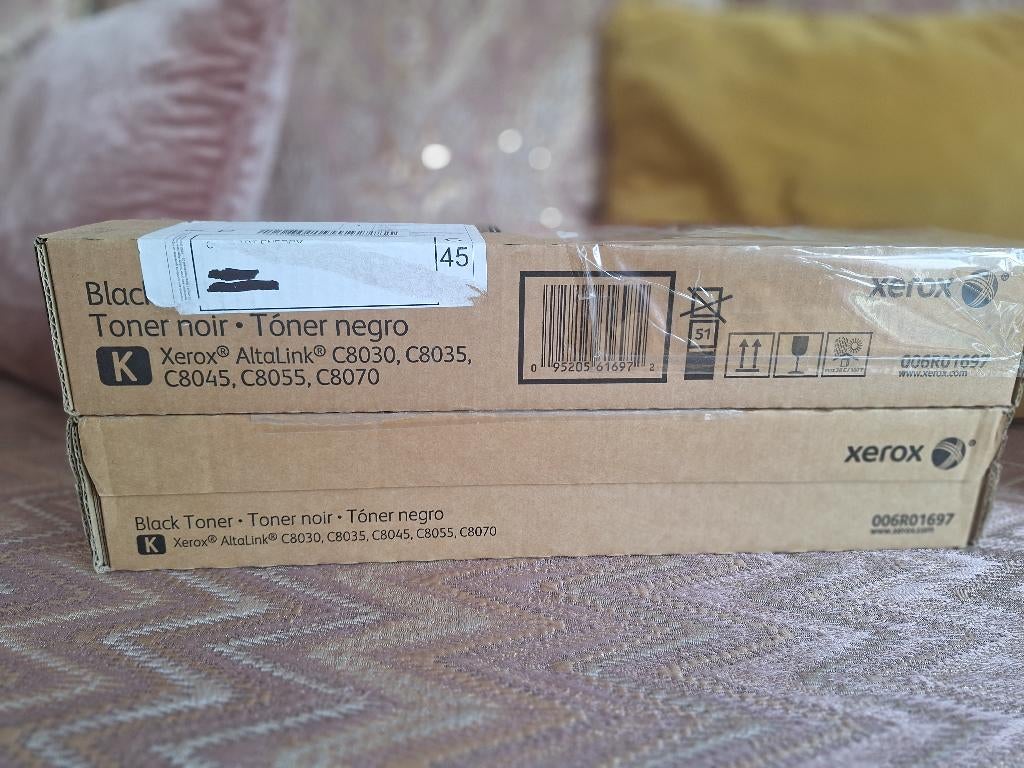 45
Black
Toner noir • Tóner negro
K Xerox® AltaLink® C8030, C8035,
C8045, C8055, C8070
0 95205 61697 2
51
xerox®
006R01697
www.xerox.com
xerox®
Black Toner • Toner noir • Tóner negro
K Xerox® AltaLink® C8030, C8035, C8045, C8055, C8070
006R01697
www.xerox.com